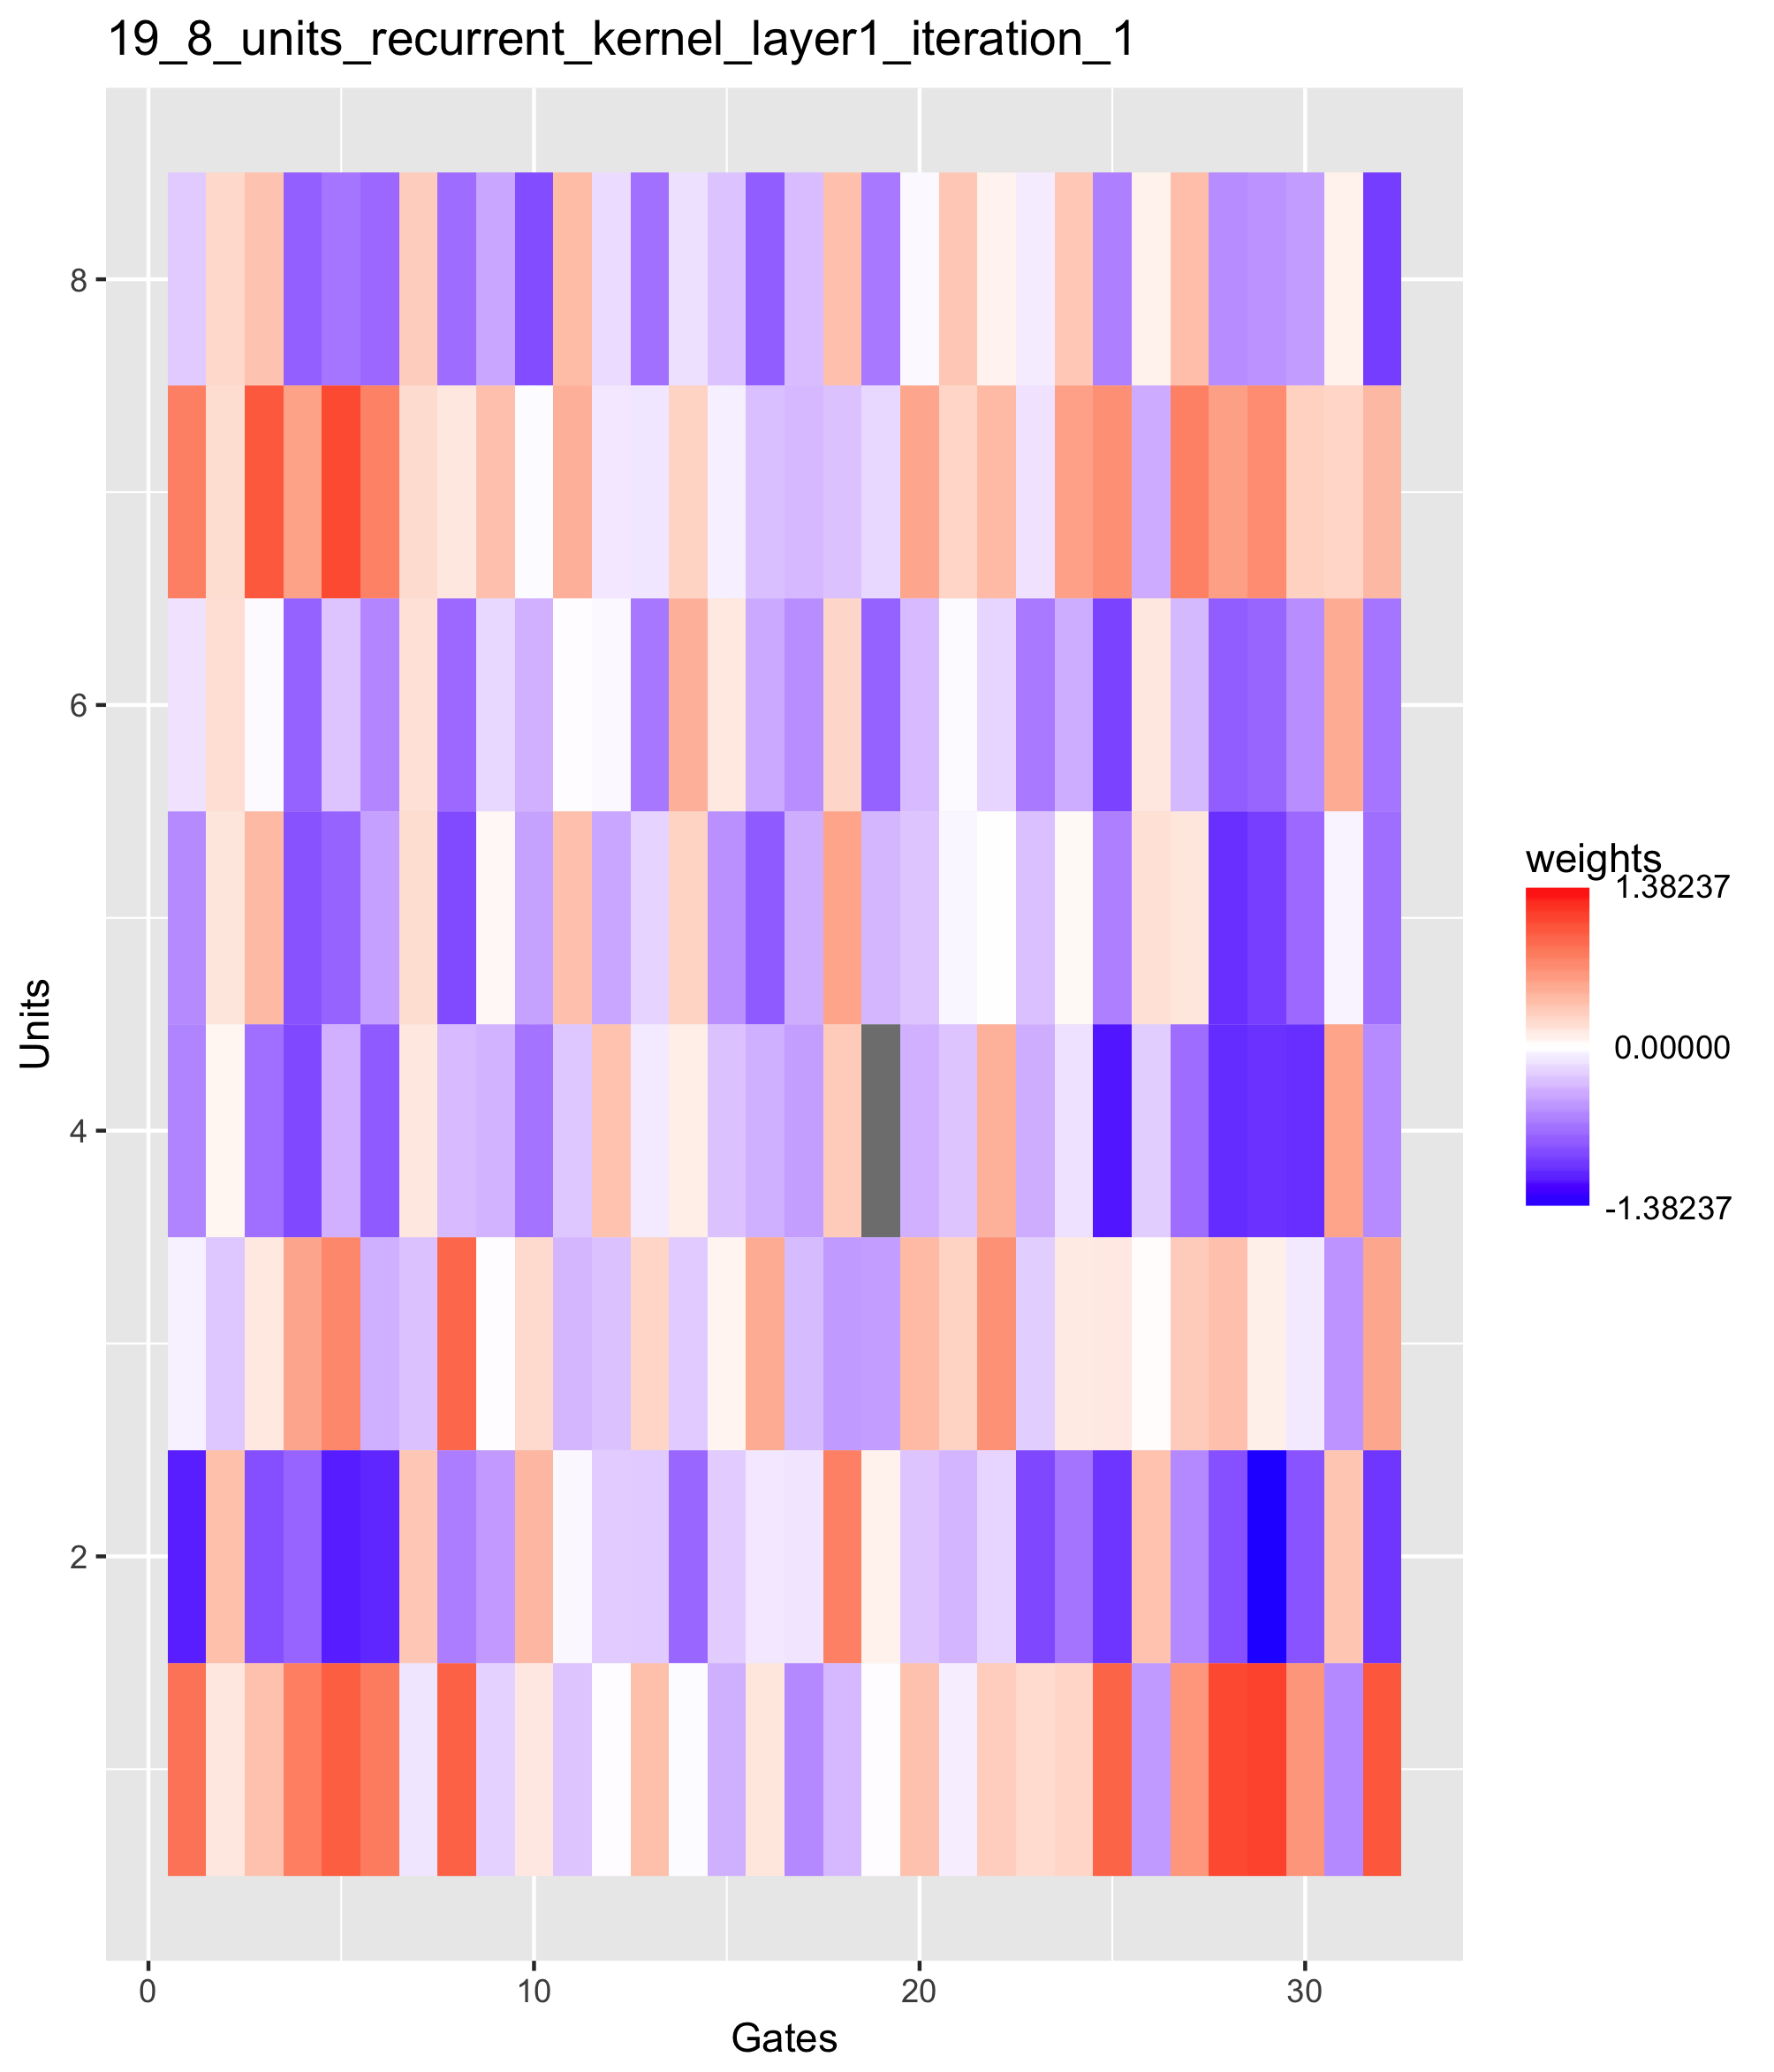 19_8_units_recurrent_kernel_layer1_iteration_1
8
6
4
2
Units
0 10 20 30
Gates
weights
1.38237
0.00000
-1.38237